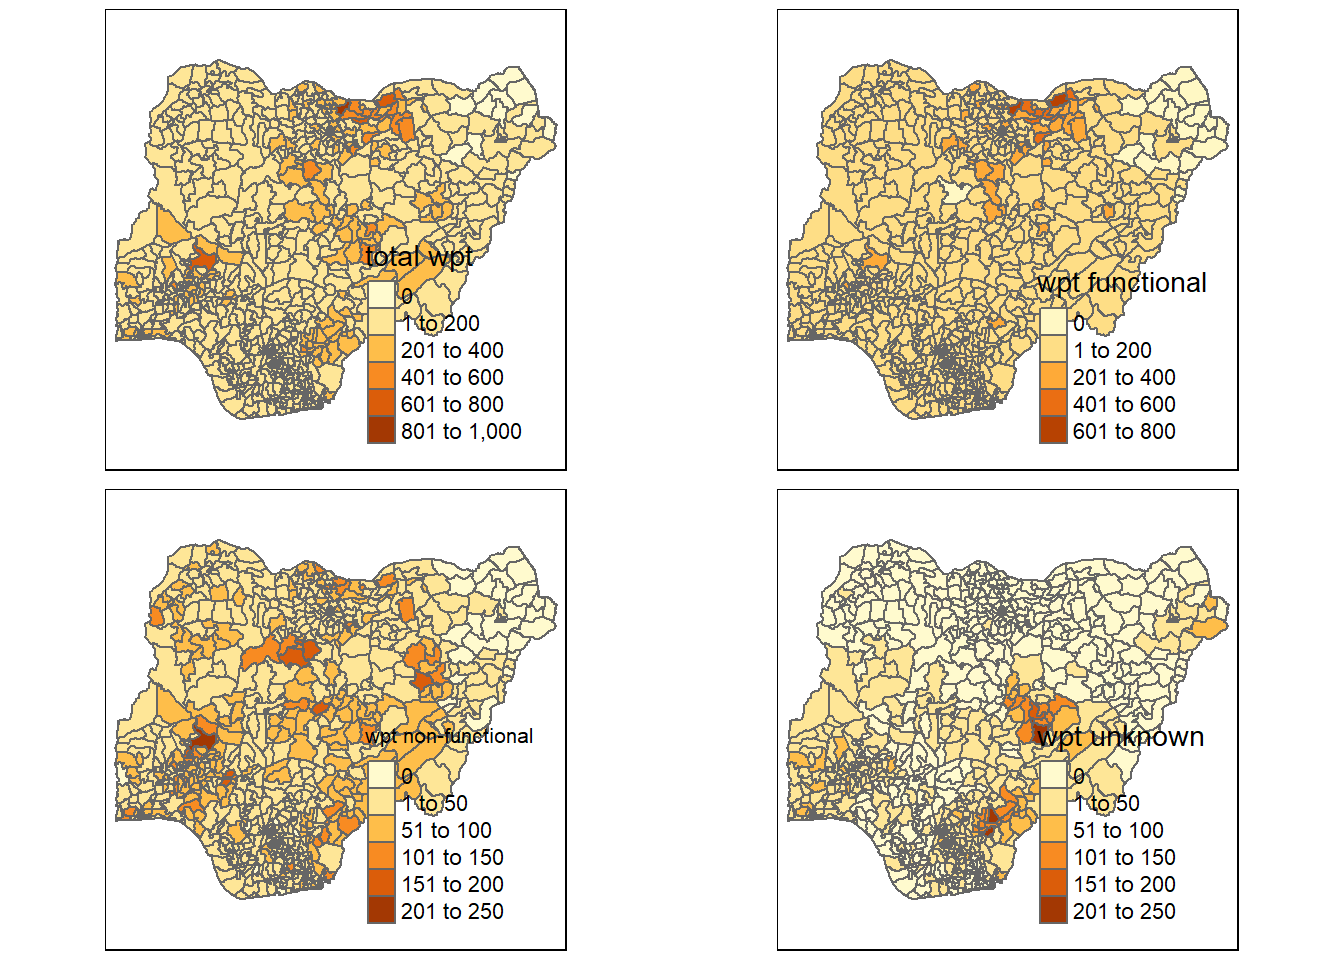 total wpt
0
1 to 200
201 to 400
401 to 600
601 to 800
801 to 1,000
wpt functional
0
1 to 200
201 to 400
401 to 600
601 to 800
wpt non-functional
0
1 to 50
51 to 100
101 to 150
151 to 200
201 to 250
wpt unknown
0
1 to 50
51 to 100
101 to 150
151 to 200
201 to 250